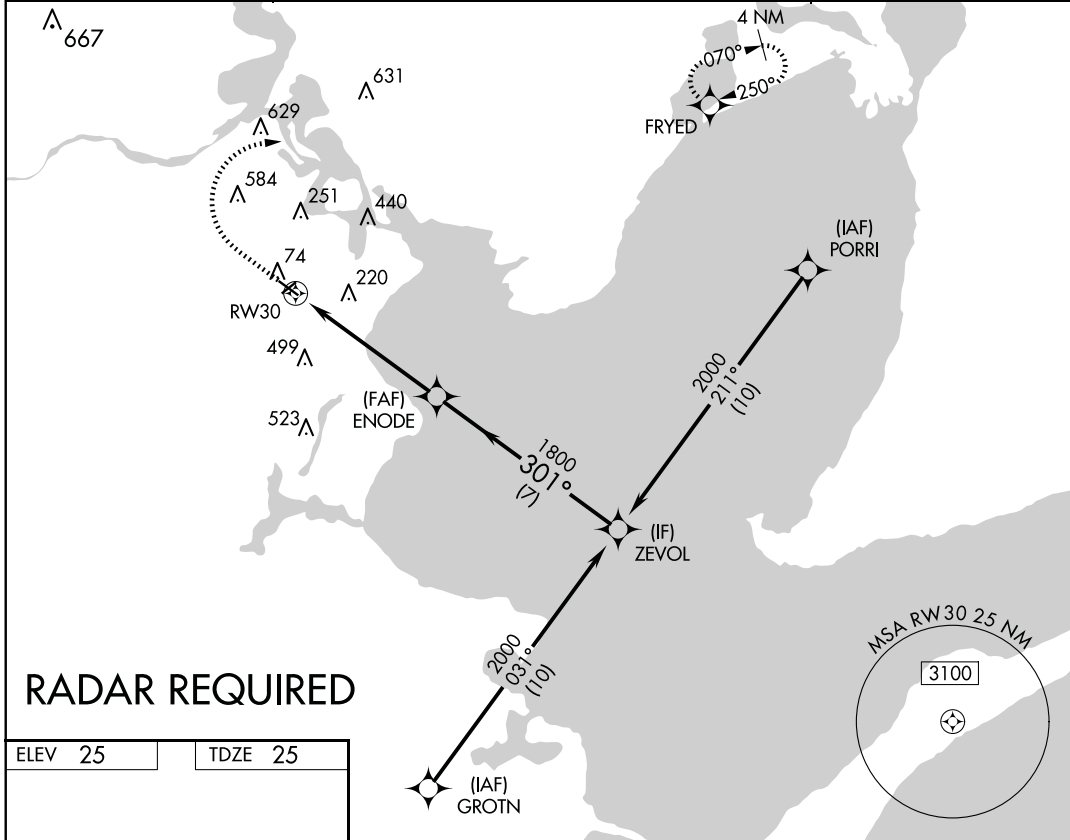 667
4 NM
070°
250°
FRYED
631
629
584
251
440
74
220
RW30
499
523
(IAF)
PORRI
2000
211°
(10)
(FAF)
ENODE
1800
301°
(7)
(IF)
ZEVOL
2000
031°
(10)
(IAF)
GROTN
MSA RW30 25 NM
3100
RADAR REQUIRED
ELEV 25
TDZE 25